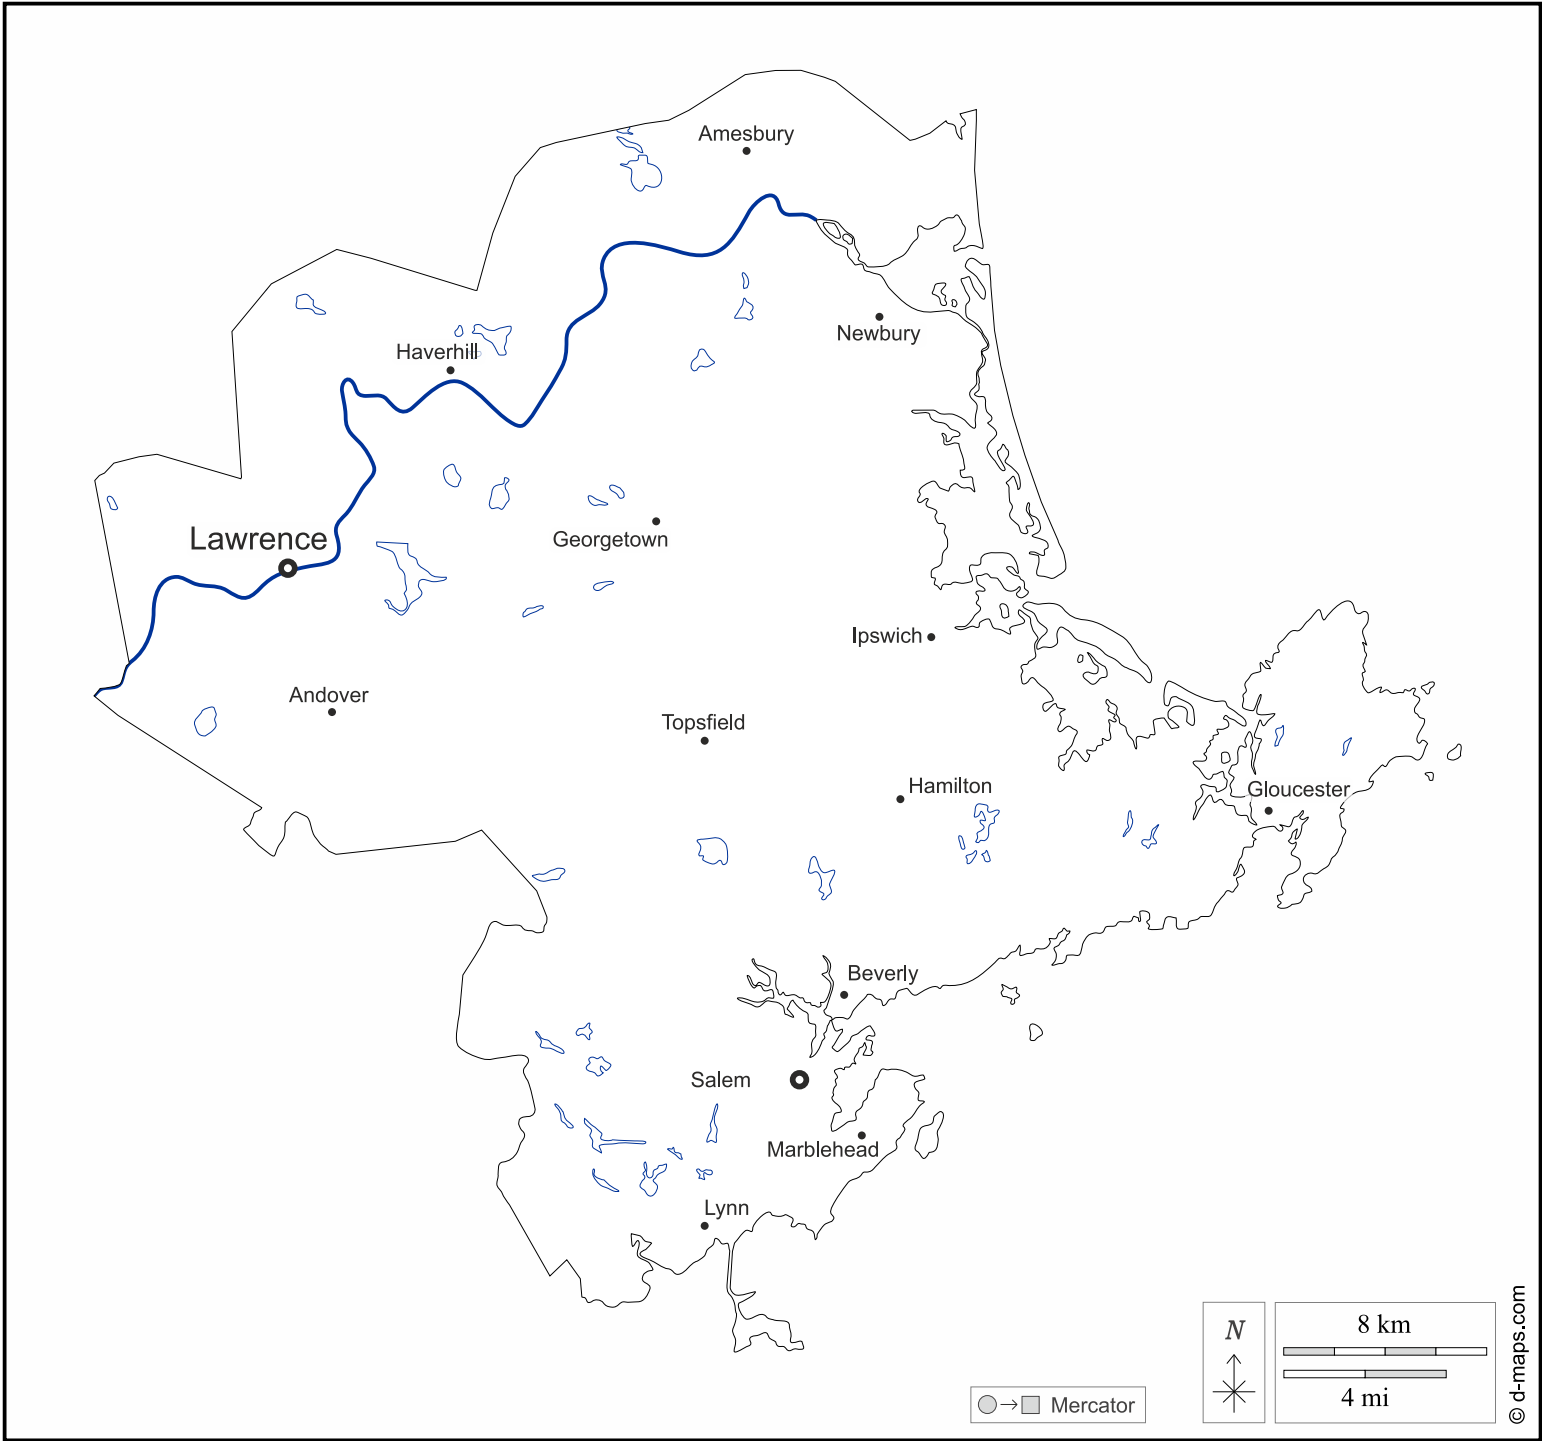 Amesbury
Newbury
Haverhill
Lawrence
Georgetown
Ipswich
Andover
Topsfield
Hamilton
Gloucester
Beverly
Salem
Marblehead
Lynn
N
8 km
4 mi
Mercator
© d-maps.com